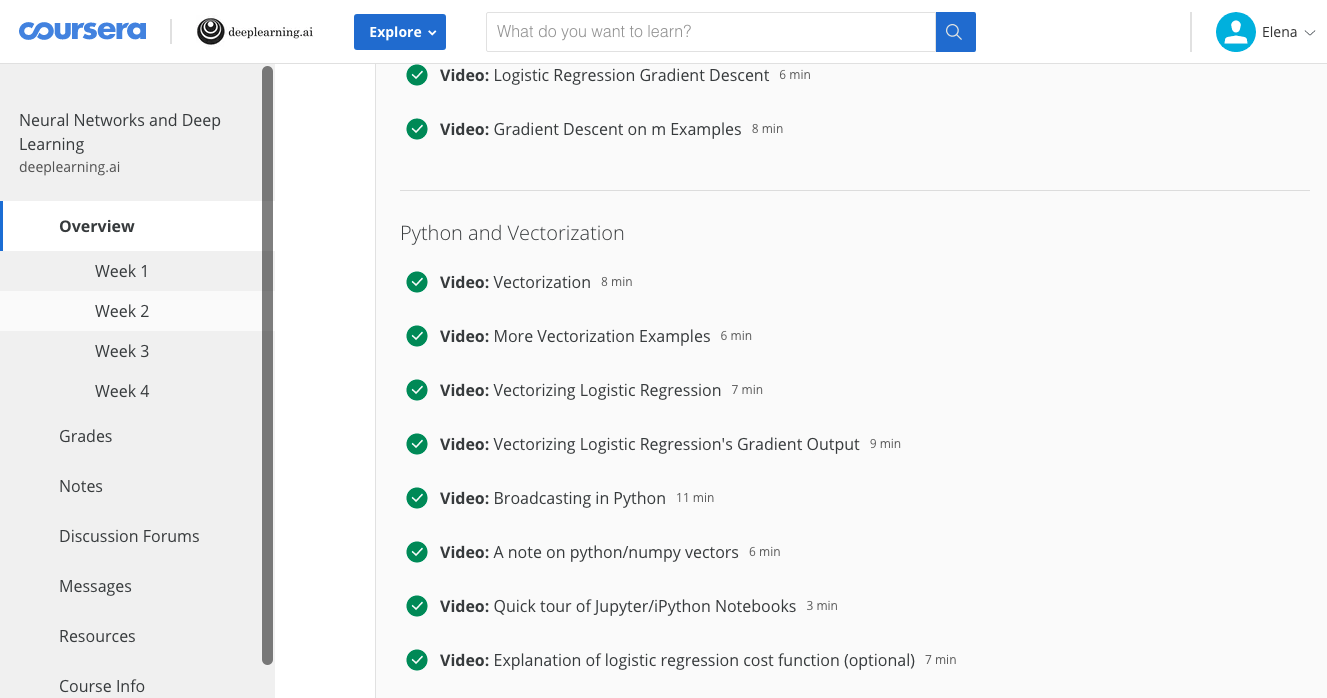 coursera
deeplearning.ai
Explore
What do you want to learn?
Elena
Neural Networks and Deep
Learning
deeplearning.ai
Overview
Week 1
Week 2
Week 3
Week 4
Grades
Notes
Discussion Forums
Messages
Resources
Course Info
Video: Logistic Regression Gradient Descent 6 min
Video: Gradient Descent on m Examples 8 min
Python and Vectorization
Video: Vectorization 8 min
Video: More Vectorization Examples 6 min
Video: Vectorizing Logistic Regression 7 min
Video: Vectorizing Logistic Regression's Gradient Output 9 min
Video: Broadcasting in Python 11 min
Video: A note on python/numpy vectors 6 min
Video: Quick tour of Jupyter/iPython Notebooks 3 min
Video: Explanation of logistic regression cost function (optional) 7 min